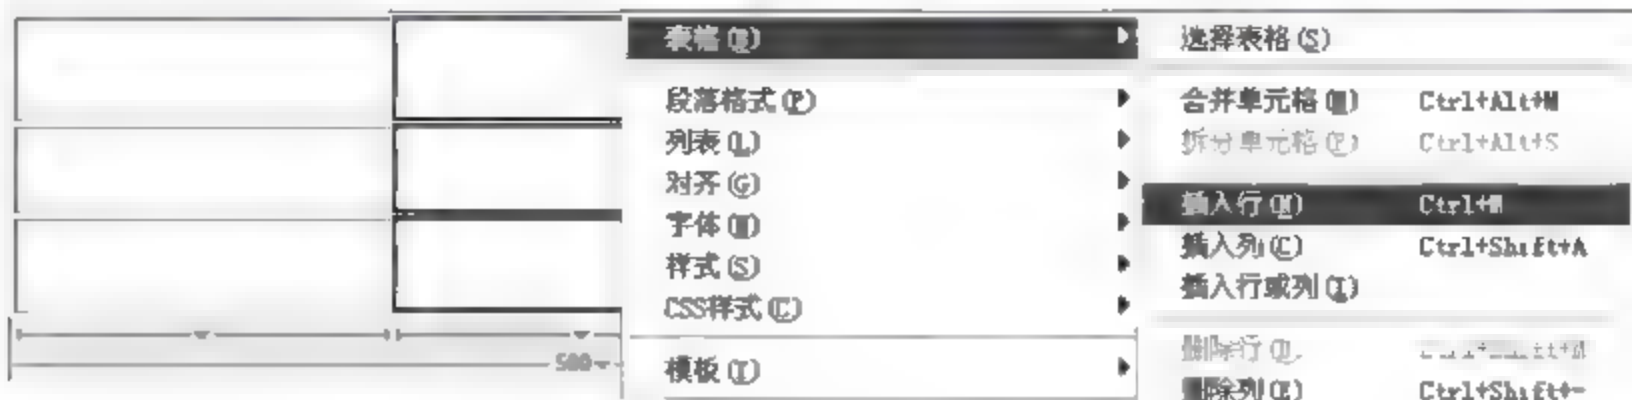 表格(B)
段落格式(P)
列表(L)
对齐(G)
字体(N)
样式(S)
CSS样式(C)
模板(T)
选择表格(S)
合并单元格(M) Ctrl+Alt+M
拆分单元格(P) Ctrl+Alt+S
插入行(N) Ctrl+M
插入列(C) Ctrl+Shift+A
插入行或列(I)
删除行(D) Ctrl+Shift+M
删除列(E) Ctrl+Shift+-
500